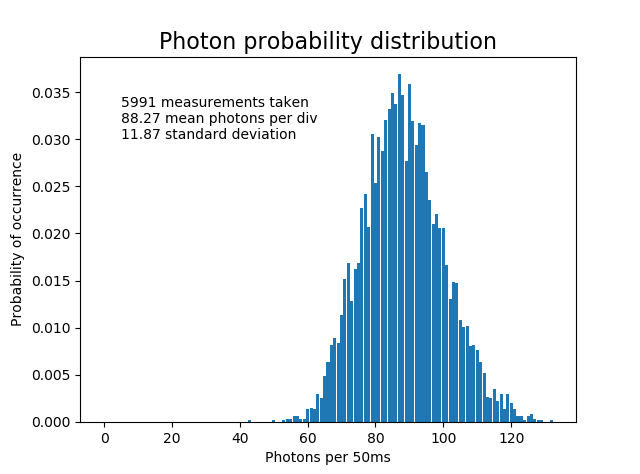 Photon probability distribution
5991 measurements taken
88.27 mean photons per div
11.87 standard deviation
Probability of occurrence
0.035
0.030
0.025
0.020
0.015
0.010
0.005
0.000
0 20 40 60 80 100 120
Photons per 50ms